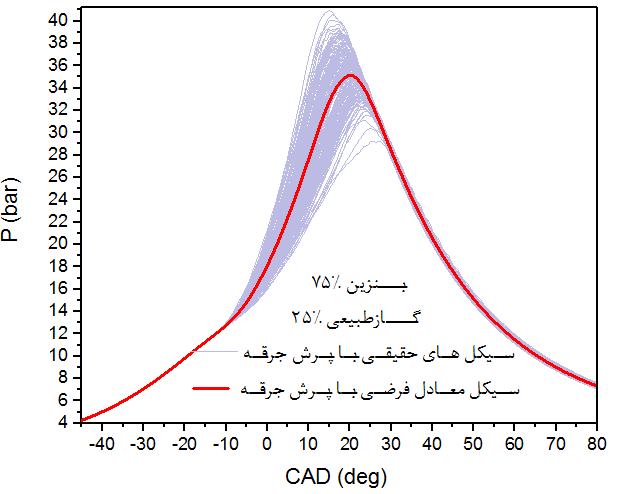 P (bar)
40
38
36
34
32
30
28
26
24
22
20
18
16
14
12
10
8
6
4
بنزین ۷۵٪
گازطبیعی ۲۵٪
سیکل های حقیقی با پرش جرقه
سیکل معادل فرضی با پرش جرقه
-40 -30 -20 -10 0 10 20 30 40 50 60 70 80
CAD (deg)